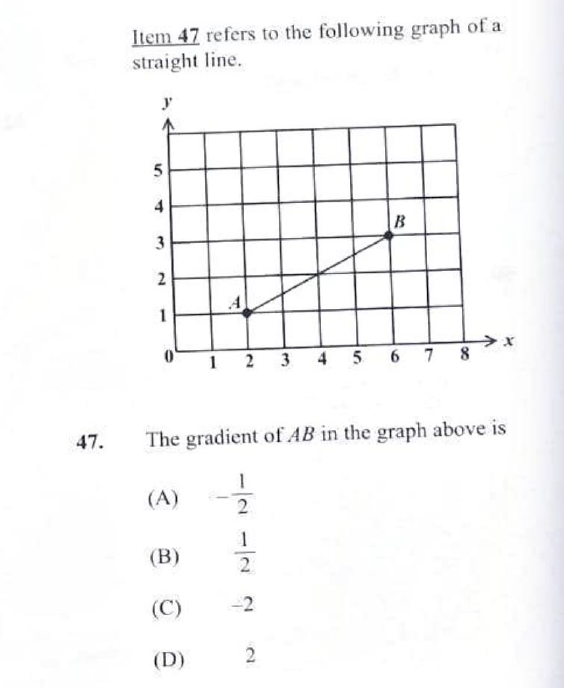 Item 47 refers to the following graph of a
straight line.
y
5
4
3
2
1
0
A
B
1 2 3 4 5 6 7 8 x
47. The gradient of AB in the graph above is
(A) -1/2
(B) 1/2
(C) -2
(D) 2